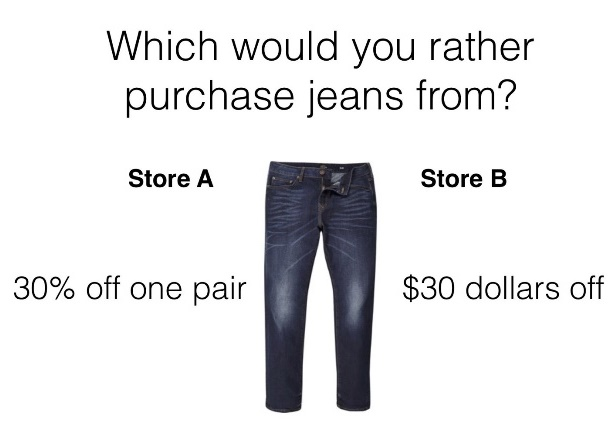 Which would you rather
purchase jeans from?
Store A
Store B
30% off one pair
$30 dollars off